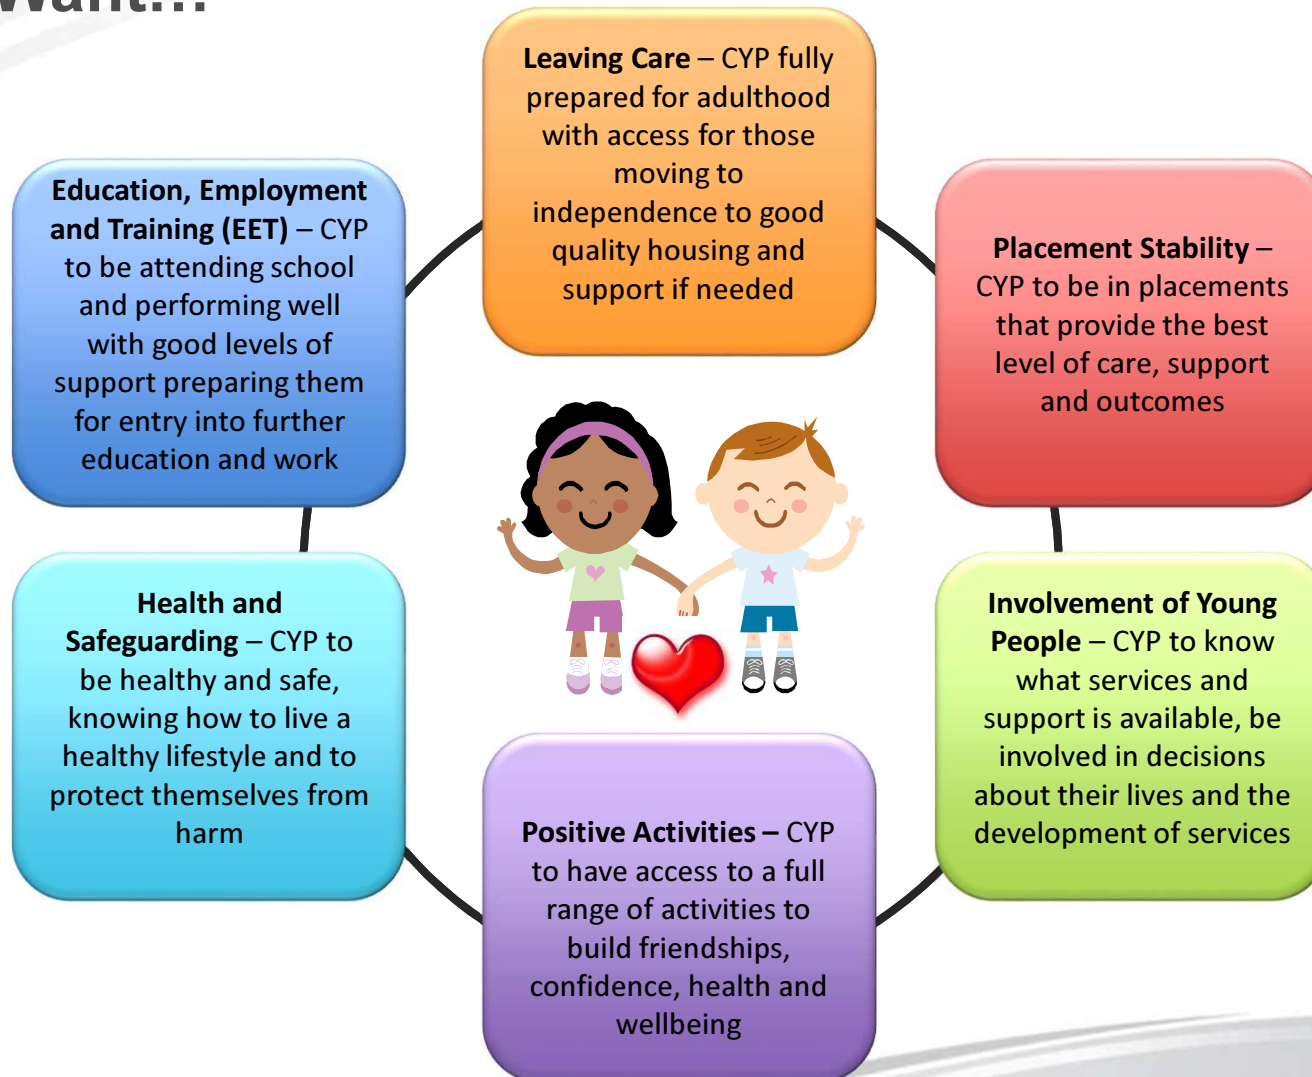 Want...
Leaving Care – CYP fully
prepared for adulthood
with access for those
moving to
independence to good
quality housing and
support if needed
Placement Stability –
CYP to be in placements
that provide the best
level of care, support
and outcomes
Involvement of Young
People – CYP to know
what services and
support is available, be
involved in decisions
about their lives and the
development of services
Positive Activities – CYP
to have access to a full
range of activities to
build friendships,
confidence, health and
wellbeing
Health and
Safeguarding – CYP to
be healthy and safe,
knowing how to live a
healthy lifestyle and to
protect themselves from
harm
Education, Employment
and Training (EET) – CYP
to be attending school
and performing well
with good levels of
support preparing them
for entry into further
education and work